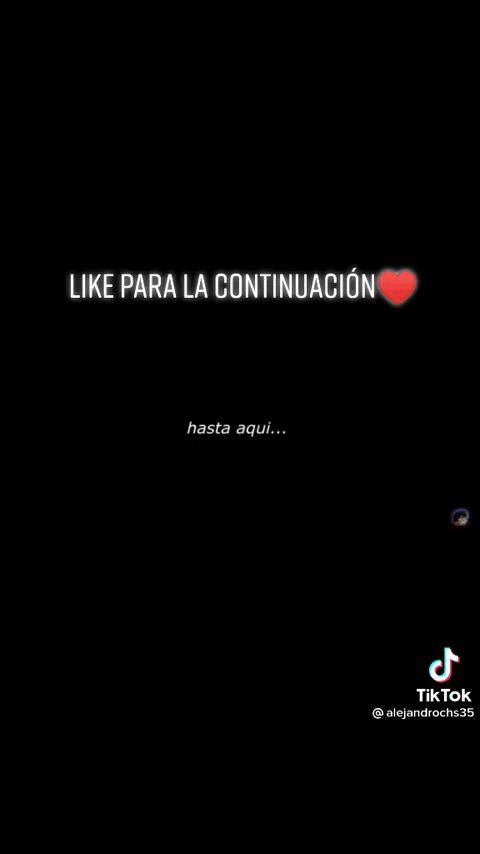 LIKE PARA LA CONTINUACIÓN❤️
hasta aqui...
TikTok
@alejandrochs35